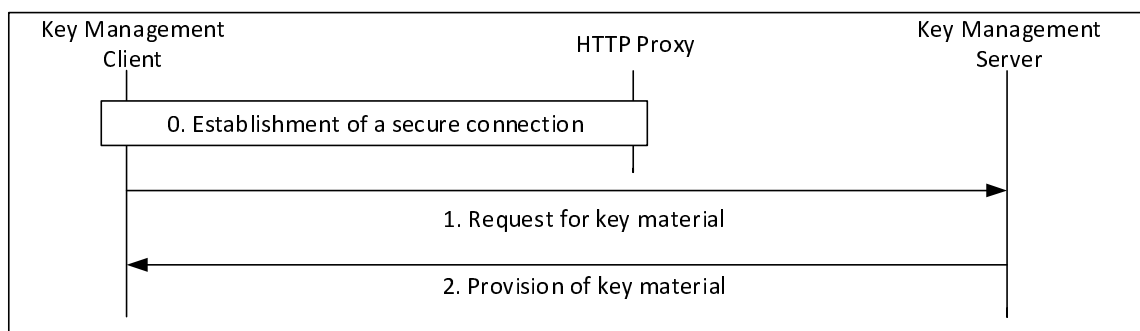 Key Management
Client
HTTP Proxy
Key Management
Server
0. Establishment of a secure connection
1. Request for key material
2. Provision of key material